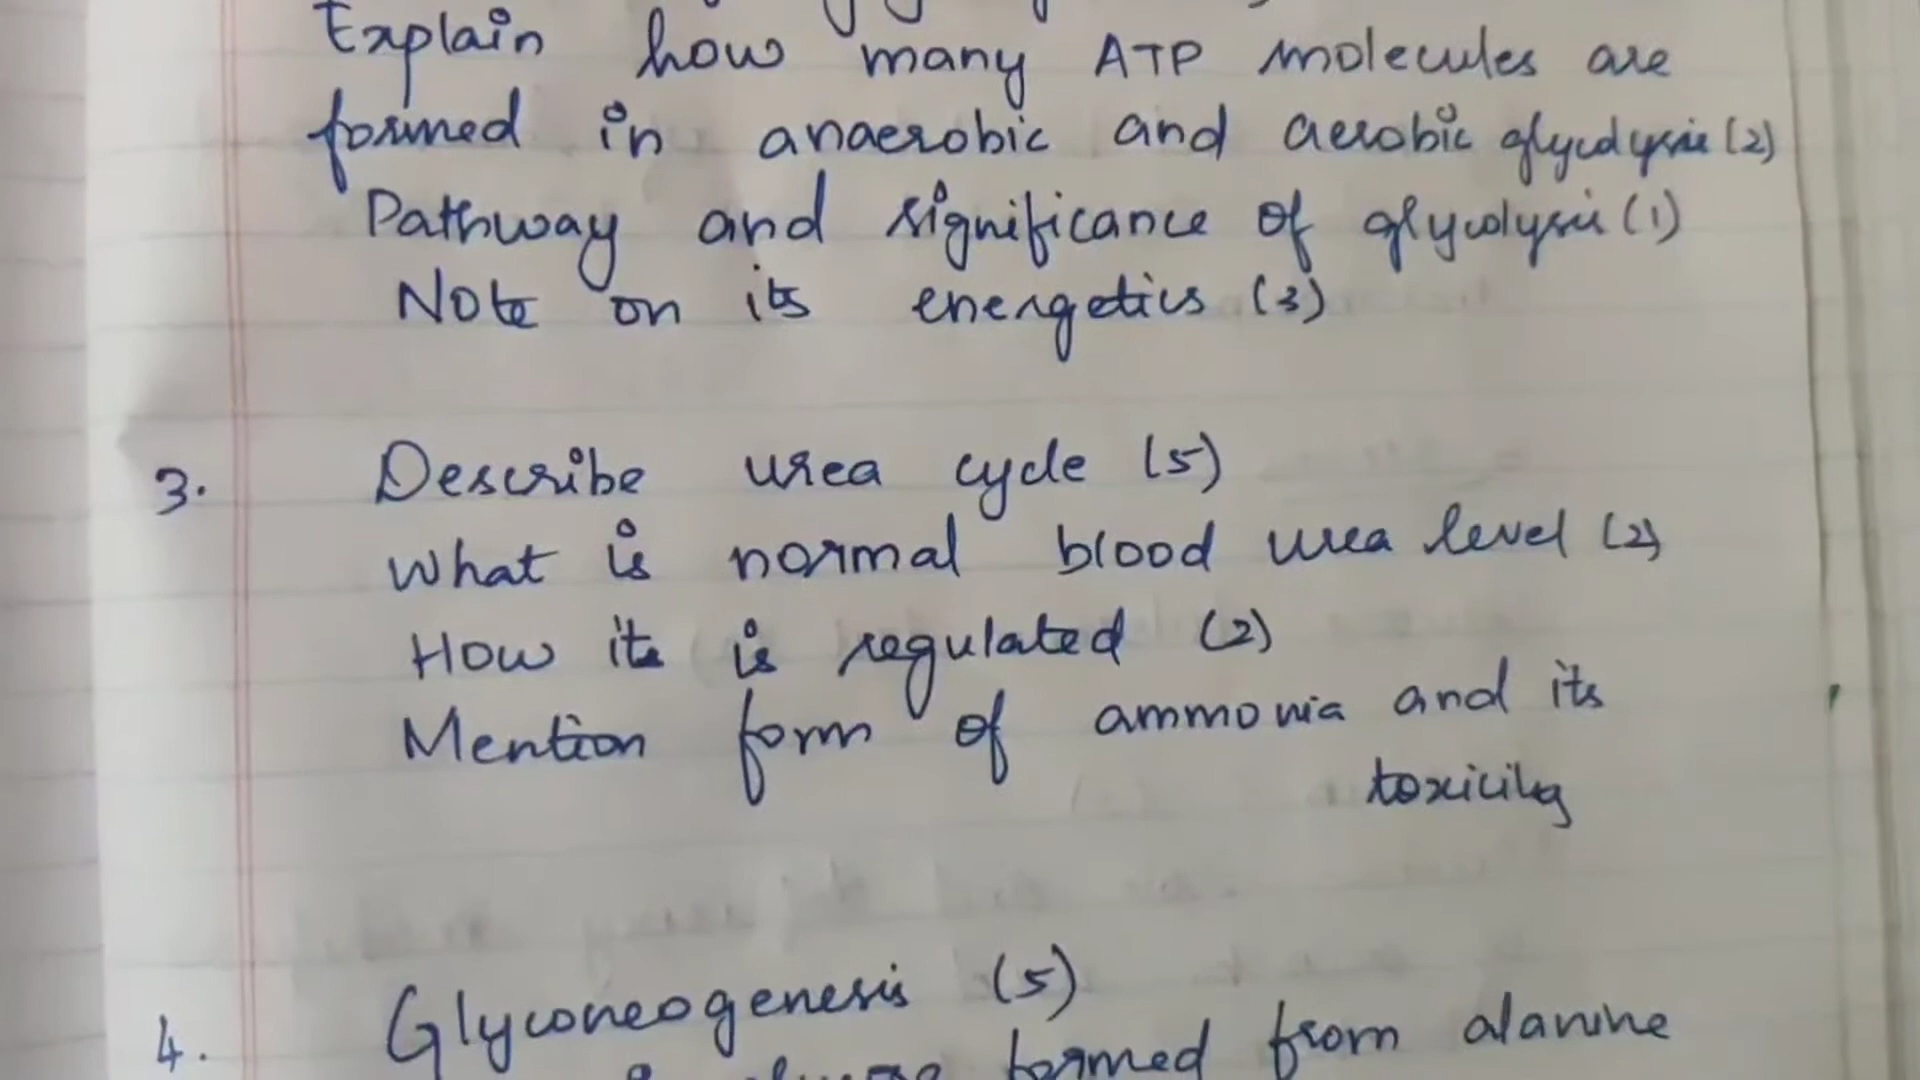 Explain how many ATP molecules are
formed in anaerobic and aerobic glycolysis (2)
Pathway and significance of glycolysis (1)
Note on its energetics (3)
3. Describe urea cycle (5)
What is normal blood urea level (2)
How its is regulated (2)
Mention form of ammonia and its
toxicity
4. Glyconeogenesis (5)
formed from alanine